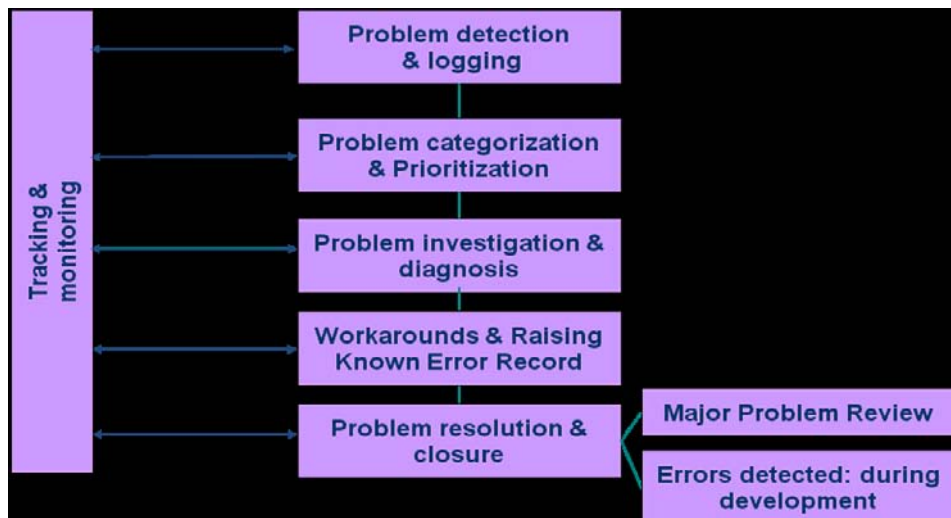 Tracking &
monitoring
Problem detection
& logging
Problem categorization
& Prioritization
Problem investigation &
diagnosis
Workarounds & Raising
Known Error Record
Problem resolution &
closure
Major Problem Review
Errors detected: during
development